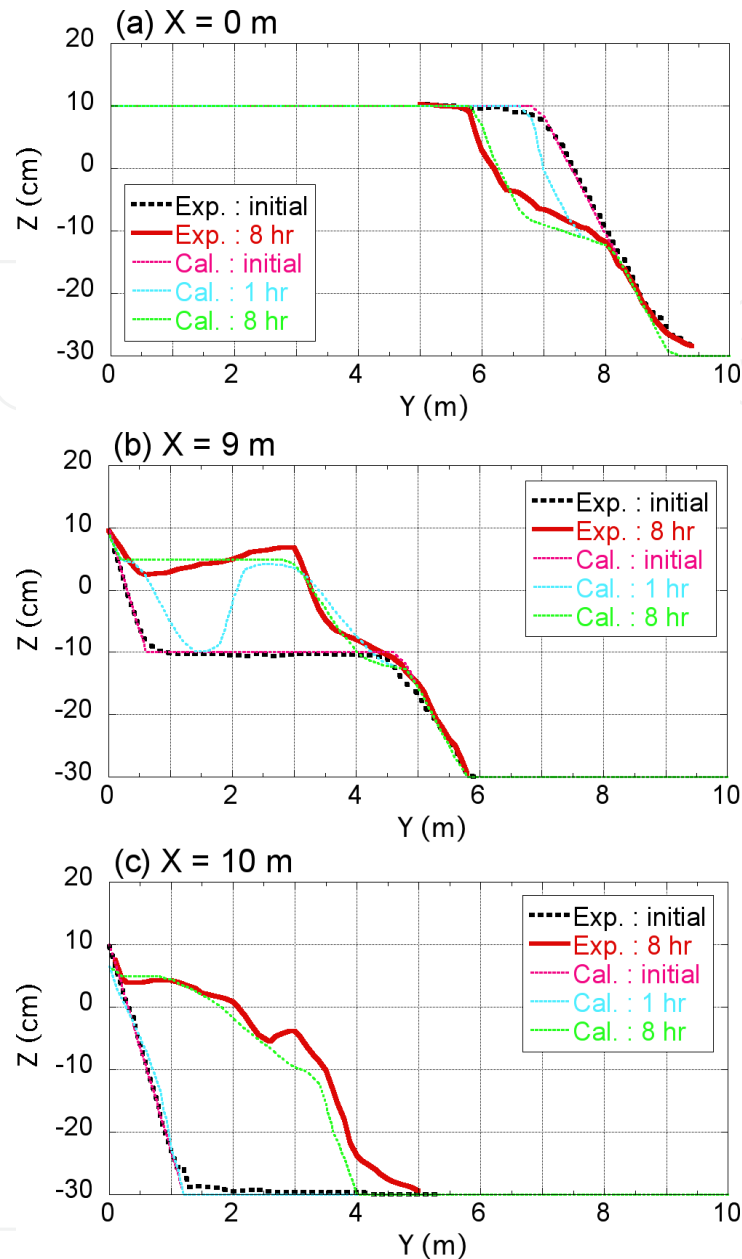 (a) X = 0 m
20
10
0
-10
-20
-30
Z (cm)
Exp. : initial
Exp. : 8 hr
Cal. : initial
Cal. : 1 hr
Cal. : 8 hr
0 2 4 6 8 10
Y (m)
(b) X = 9 m
20
10
0
-10
-20
-30
Z (cm)
Exp. : initial
Exp. : 8 hr
Cal. : initial
Cal. : 1 hr
Cal. : 8 hr
0 2 4 6 8 10
Y (m)
(c) X = 10 m
20
10
0
-10
-20
-30
Z (cm)
Exp. : initial
Exp. : 8 hr
Cal. : initial
Cal. : 1 hr
Cal. : 8 hr
0 2 4 6 8 10
Y (m)